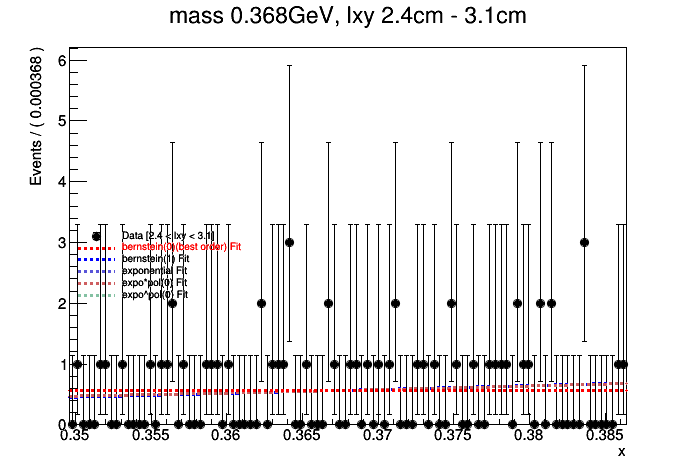 mass 0.368GeV, lxy 2.4cm - 3.1cm
Events / ( 0.000368 )
6
5
4
3
2
1
0
Data [2.4 < lxy < 3.1]
bernstein(0)(best order) Fit
bernstein(1) Fit
exponential Fit
expo*pol(0) Fit
expo^pol(0) Fit
0.35 0.355 0.36 0.365 0.37 0.375 0.38 0.385
x